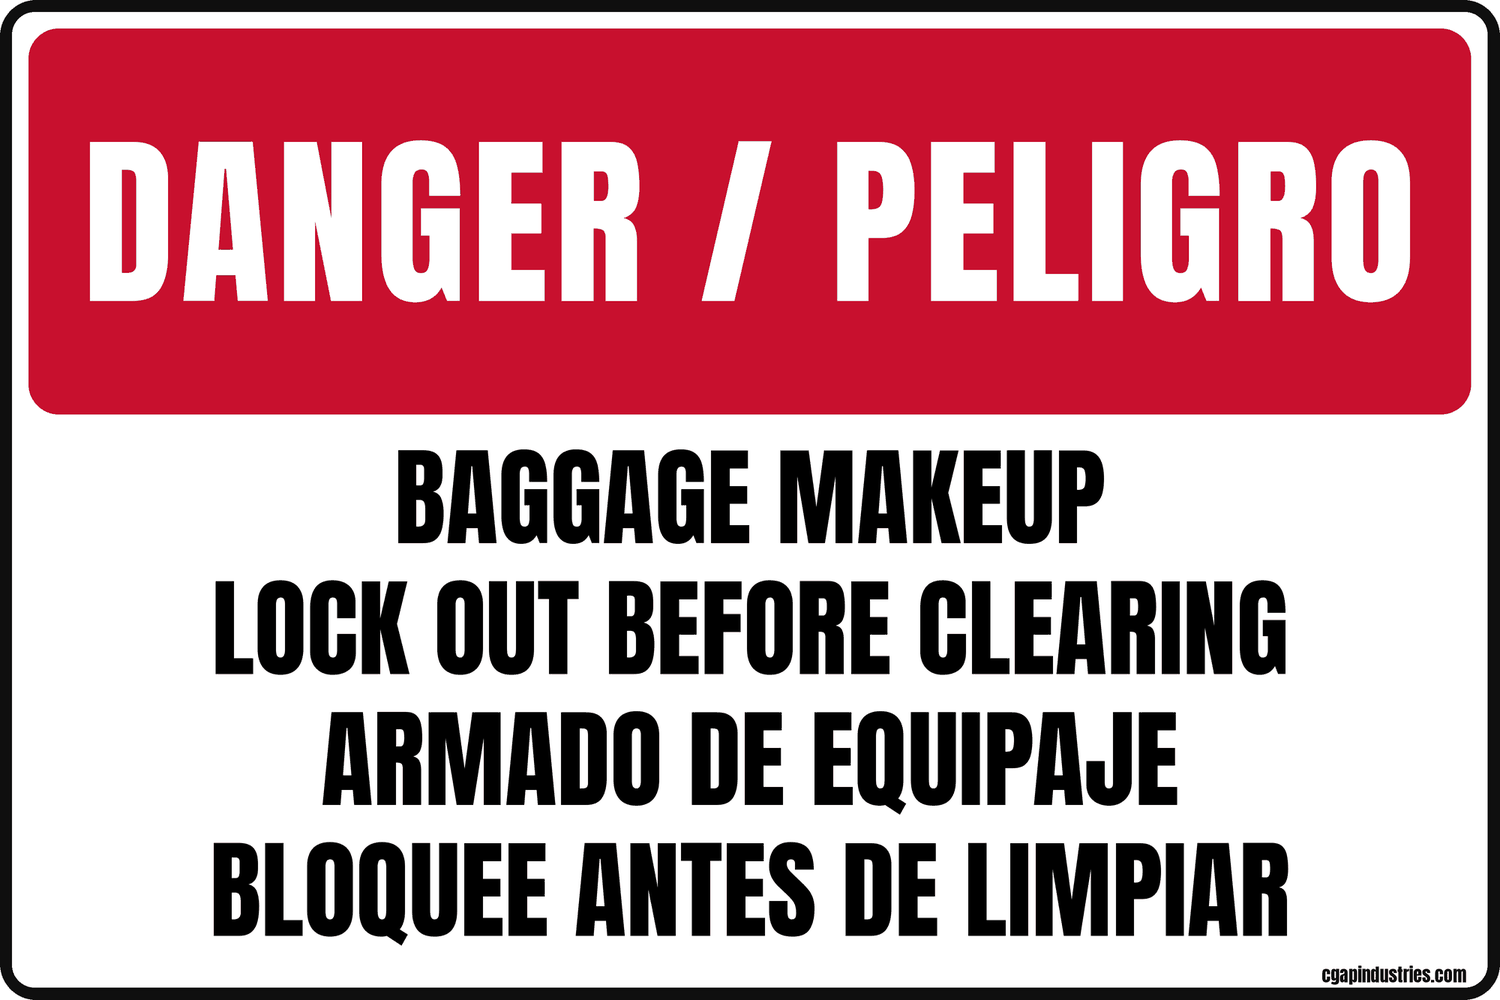 DANGER / PELIGRO
BAGGAGE MAKEUP
LOCK OUT BEFORE CLEARING
ARMADO DE EQUIPAJE
BLOQUEE ANTES DE LIMPIAR
cgapindustries.com